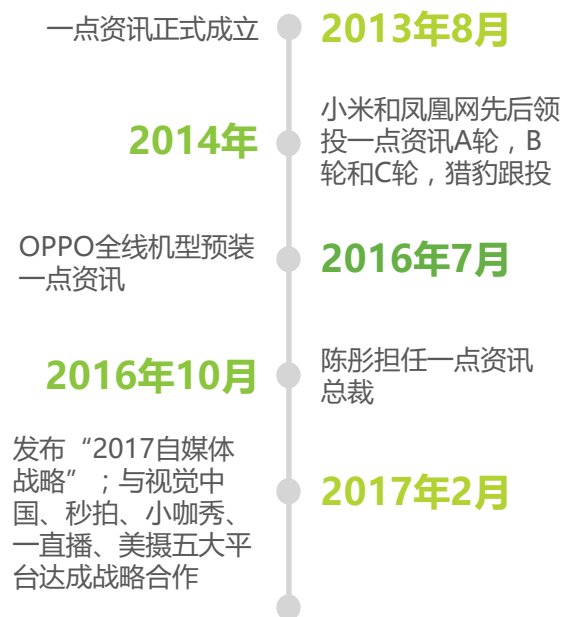 一点资讯正式成立
2013年8月
2014年
小米和凤凰网先后领
投一点资讯A轮，B
轮和C轮，猎豹跟投
OPPO全线机型预装
一点资讯
2016年7月
2016年10月
陈彤担任一点资讯
总裁
发布“2017自媒体
战略”；与视觉中
国、秒拍、小咖秀、
一直播、美摄五大平
台达成战略合作
2017年2月